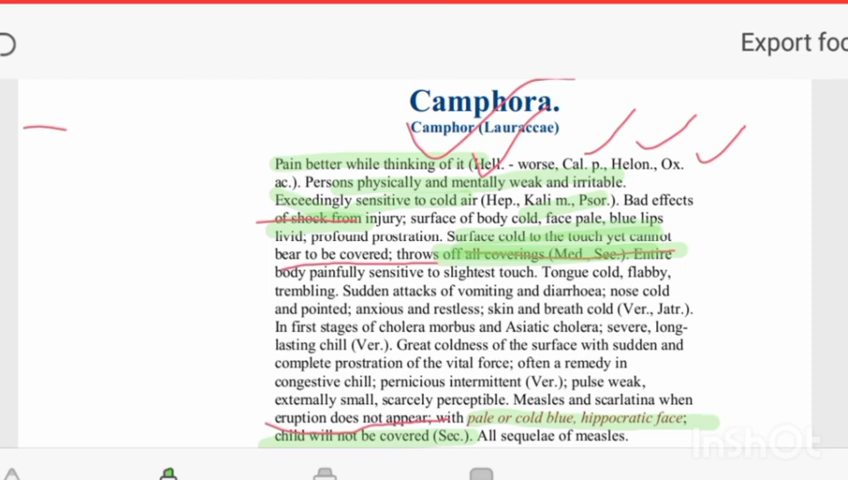 Export foc
Camphora.
Camphor (Lauraceae)
Pain better while thinking of it (Hell. - worse, Cal. p., Helon., Ox.
ac.). Persons physically and mentally weak and irritable.
Exceedingly sensitive to cold air (Hep., Kali m., Psor.). Bad effects
of shock from injury; surface of body cold, face pale, blue lips
livid; profound prostration. Surface cold to the touch yet cannot
bear to be covered; throws off all coverings (Med., Sec.). Entire
body painfully sensitive to slightest touch. Tongue cold, flabby,
trembling. Sudden attacks of vomiting and diarrhoea; nose cold
and pointed; anxious and restless; skin and breath cold (Ver., Jatr.).
In first stages of cholera morbus and Asiatic cholera; severe, long-
lasting chill (Ver.). Great coldness of the surface with sudden and
complete prostration of the vital force; often a remedy in
congestive chill; pernicious intermittent (Ver.); pulse weak,
externally small, scarcely perceptible. Measles and scarlatina when
eruption does not appear; with pale or cold blue, hippocratic face;
child will not be covered (Sec.). All sequelae of measles.
InShOt